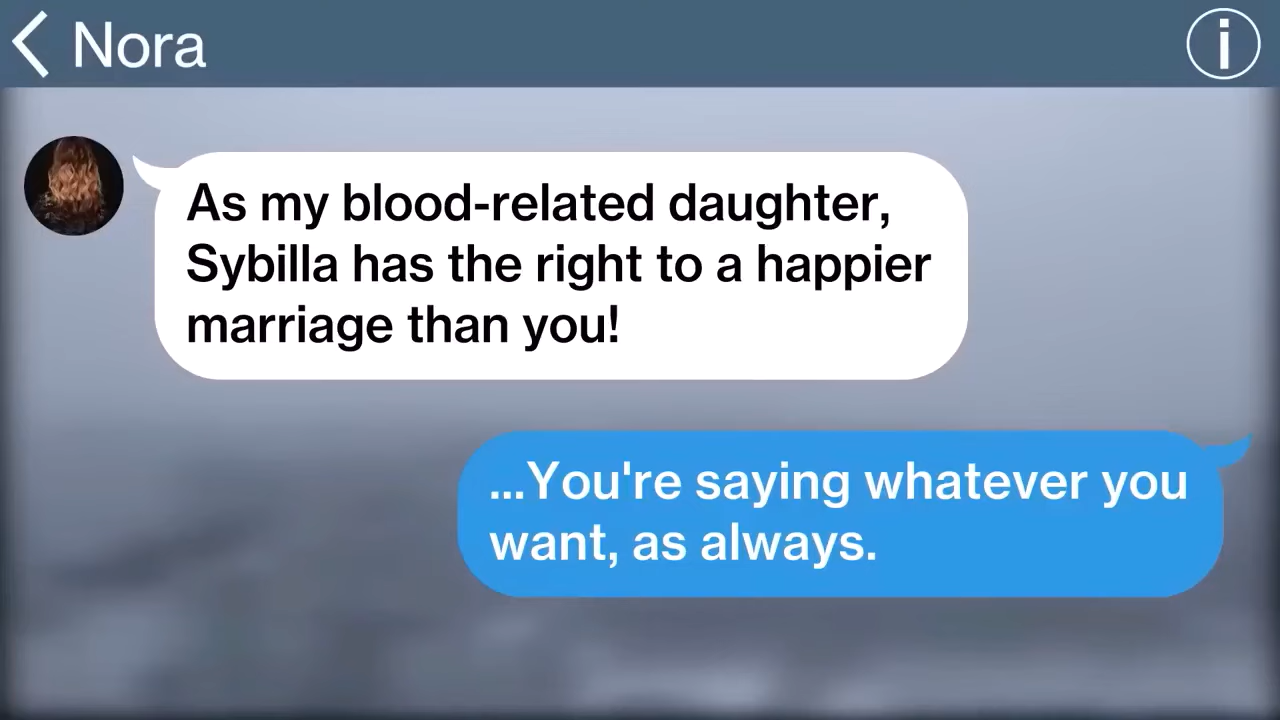 Nora
As my blood-related daughter,
Sybilla has the right to a happier
marriage than you!
...You're saying whatever you
want, as always.